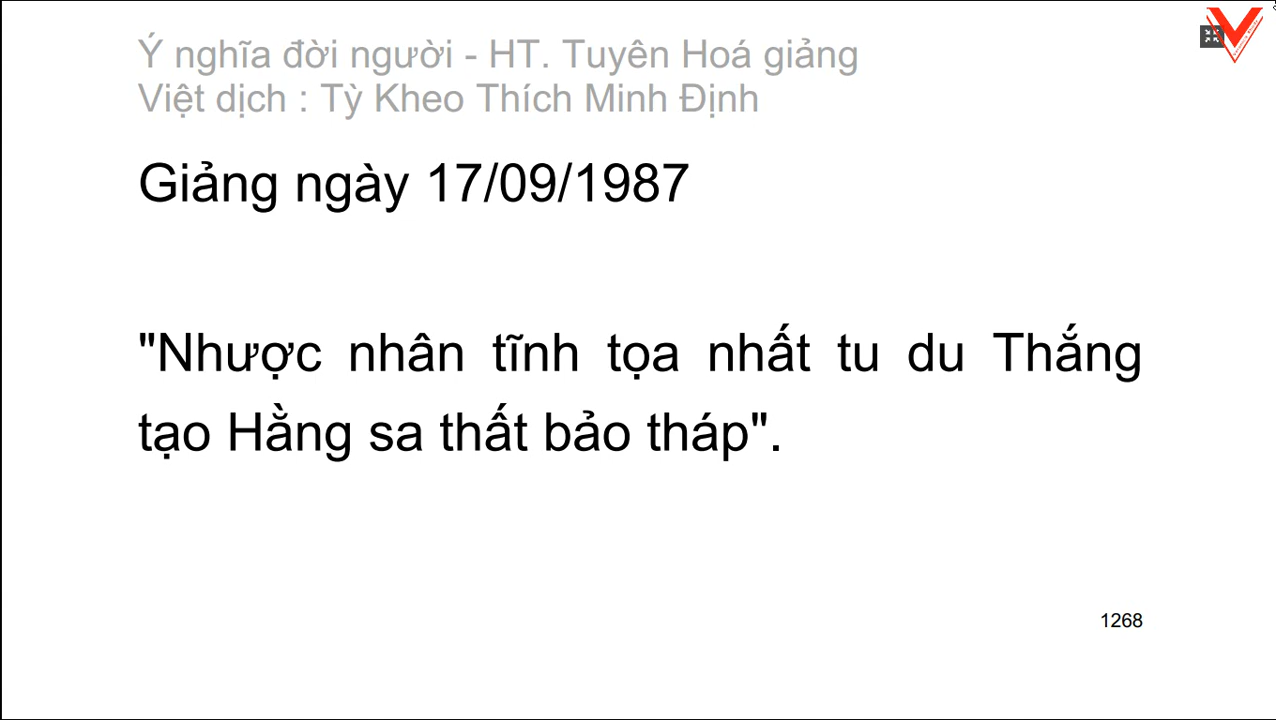 Ý nghĩa đời người - HT. Tuyên Hoá giảng
Việt dịch : Tỳ Kheo Thích Minh Định
Giảng ngày 17/09/1987
"Nhược nhân tĩnh tọa nhất tu du Thắng
tạo Hằng sa thất bảo tháp".
1268